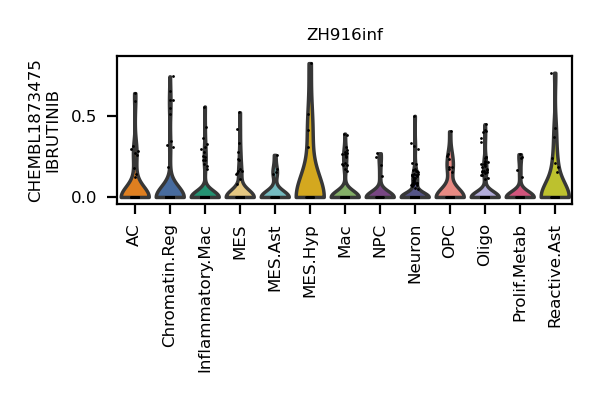 ZH916inf
CHEMBL1873475
IBRUTINIB
0.5
0.0
AC
Chromatin.Reg
Inflammatory.Mac
MES
MES.Ast
MES.Hyp
Mac
NPC
Neuron
OPC
Oligo
Prolif.Metab
Reactive.Ast